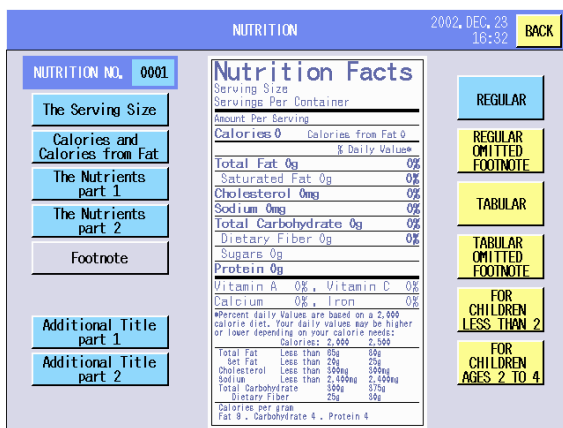 NUTRITION
2002, DEC, 23
16:32
BACK
NUTRITION NO. 0001
The Serving Size
Calories and
Calories from Fat
The Nutrients
part 1
The Nutrients
part 2
Footnote
Additional Title
part 1
Additional Title
part 2
Nutrition Facts
Serving Size
Servings Per Container
Amount Per Serving
Calories 0 Calories from Fat 0
% Daily Value*
Total Fat 0g 0%
Saturated Fat 0g 0%
Cholesterol 0mg 0%
Sodium 0mg 0%
Total Carbohydrate 0g 0%
Dietary Fiber 0g 0%
Sugars 0g
Protein 0g
Vitamin A 0%, Vitamin C 0%
Calcium 0%, Iron 0%
*Percent daily Values are based on a 2,000
calorie diet. Your daily values may be higher
or lower depending on your calorie needs:
Calories: 2,000 2,500
Total Fat Less than 65g 80g
Set Fat Less than 20g 25g
Cholesterol Less than 300mg 300mg
Sodium Less than 2,400mg 2,400mg
Total Carbohydrate 300g 375g
Dietary Fiber 25g 30g
Calories per gram
Fat 9 . Carbohydrate 4 . Protein 4
REGULAR
REGULAR
OMITTED
FOOTNOTE
TABULAR
TABULAR
OMITTED
FOOTNOTE
FOR
CHILDREN
LESS THAN 2
FOR
CHILDREN
AGES 2 TO 4